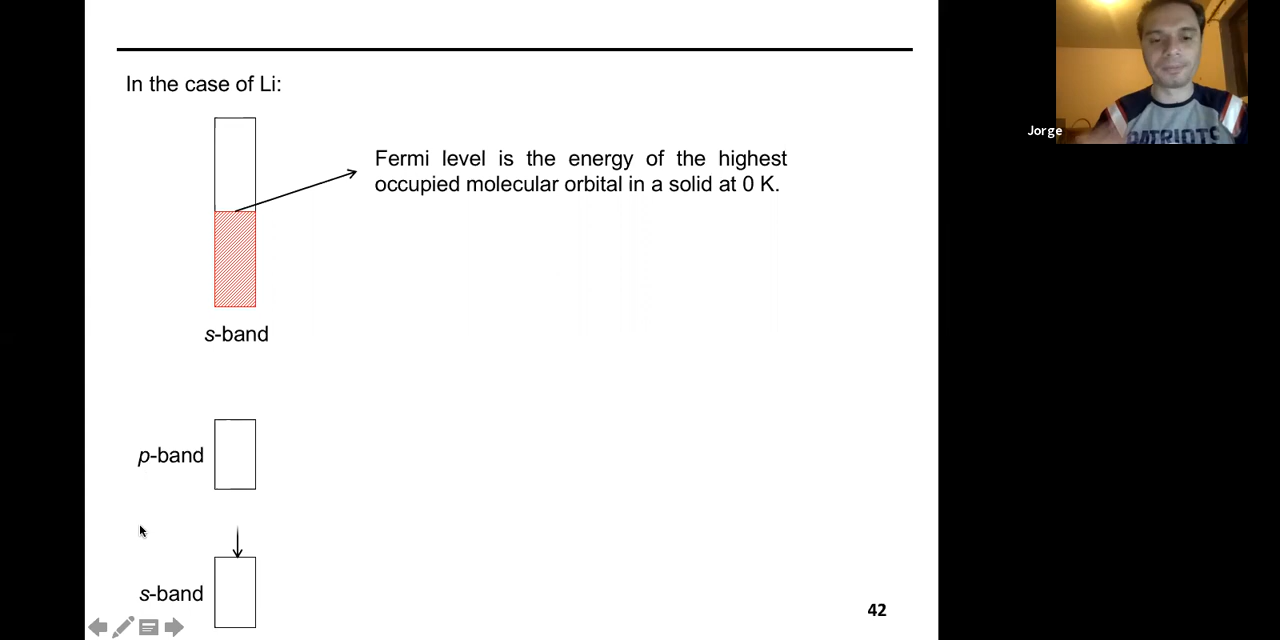 In the case of Li:
Fermi level is the energy of the highest
occupied molecular orbital in a solid at 0 K.
s-band
p-band
s-band
42
Jorge
PATRIOTS